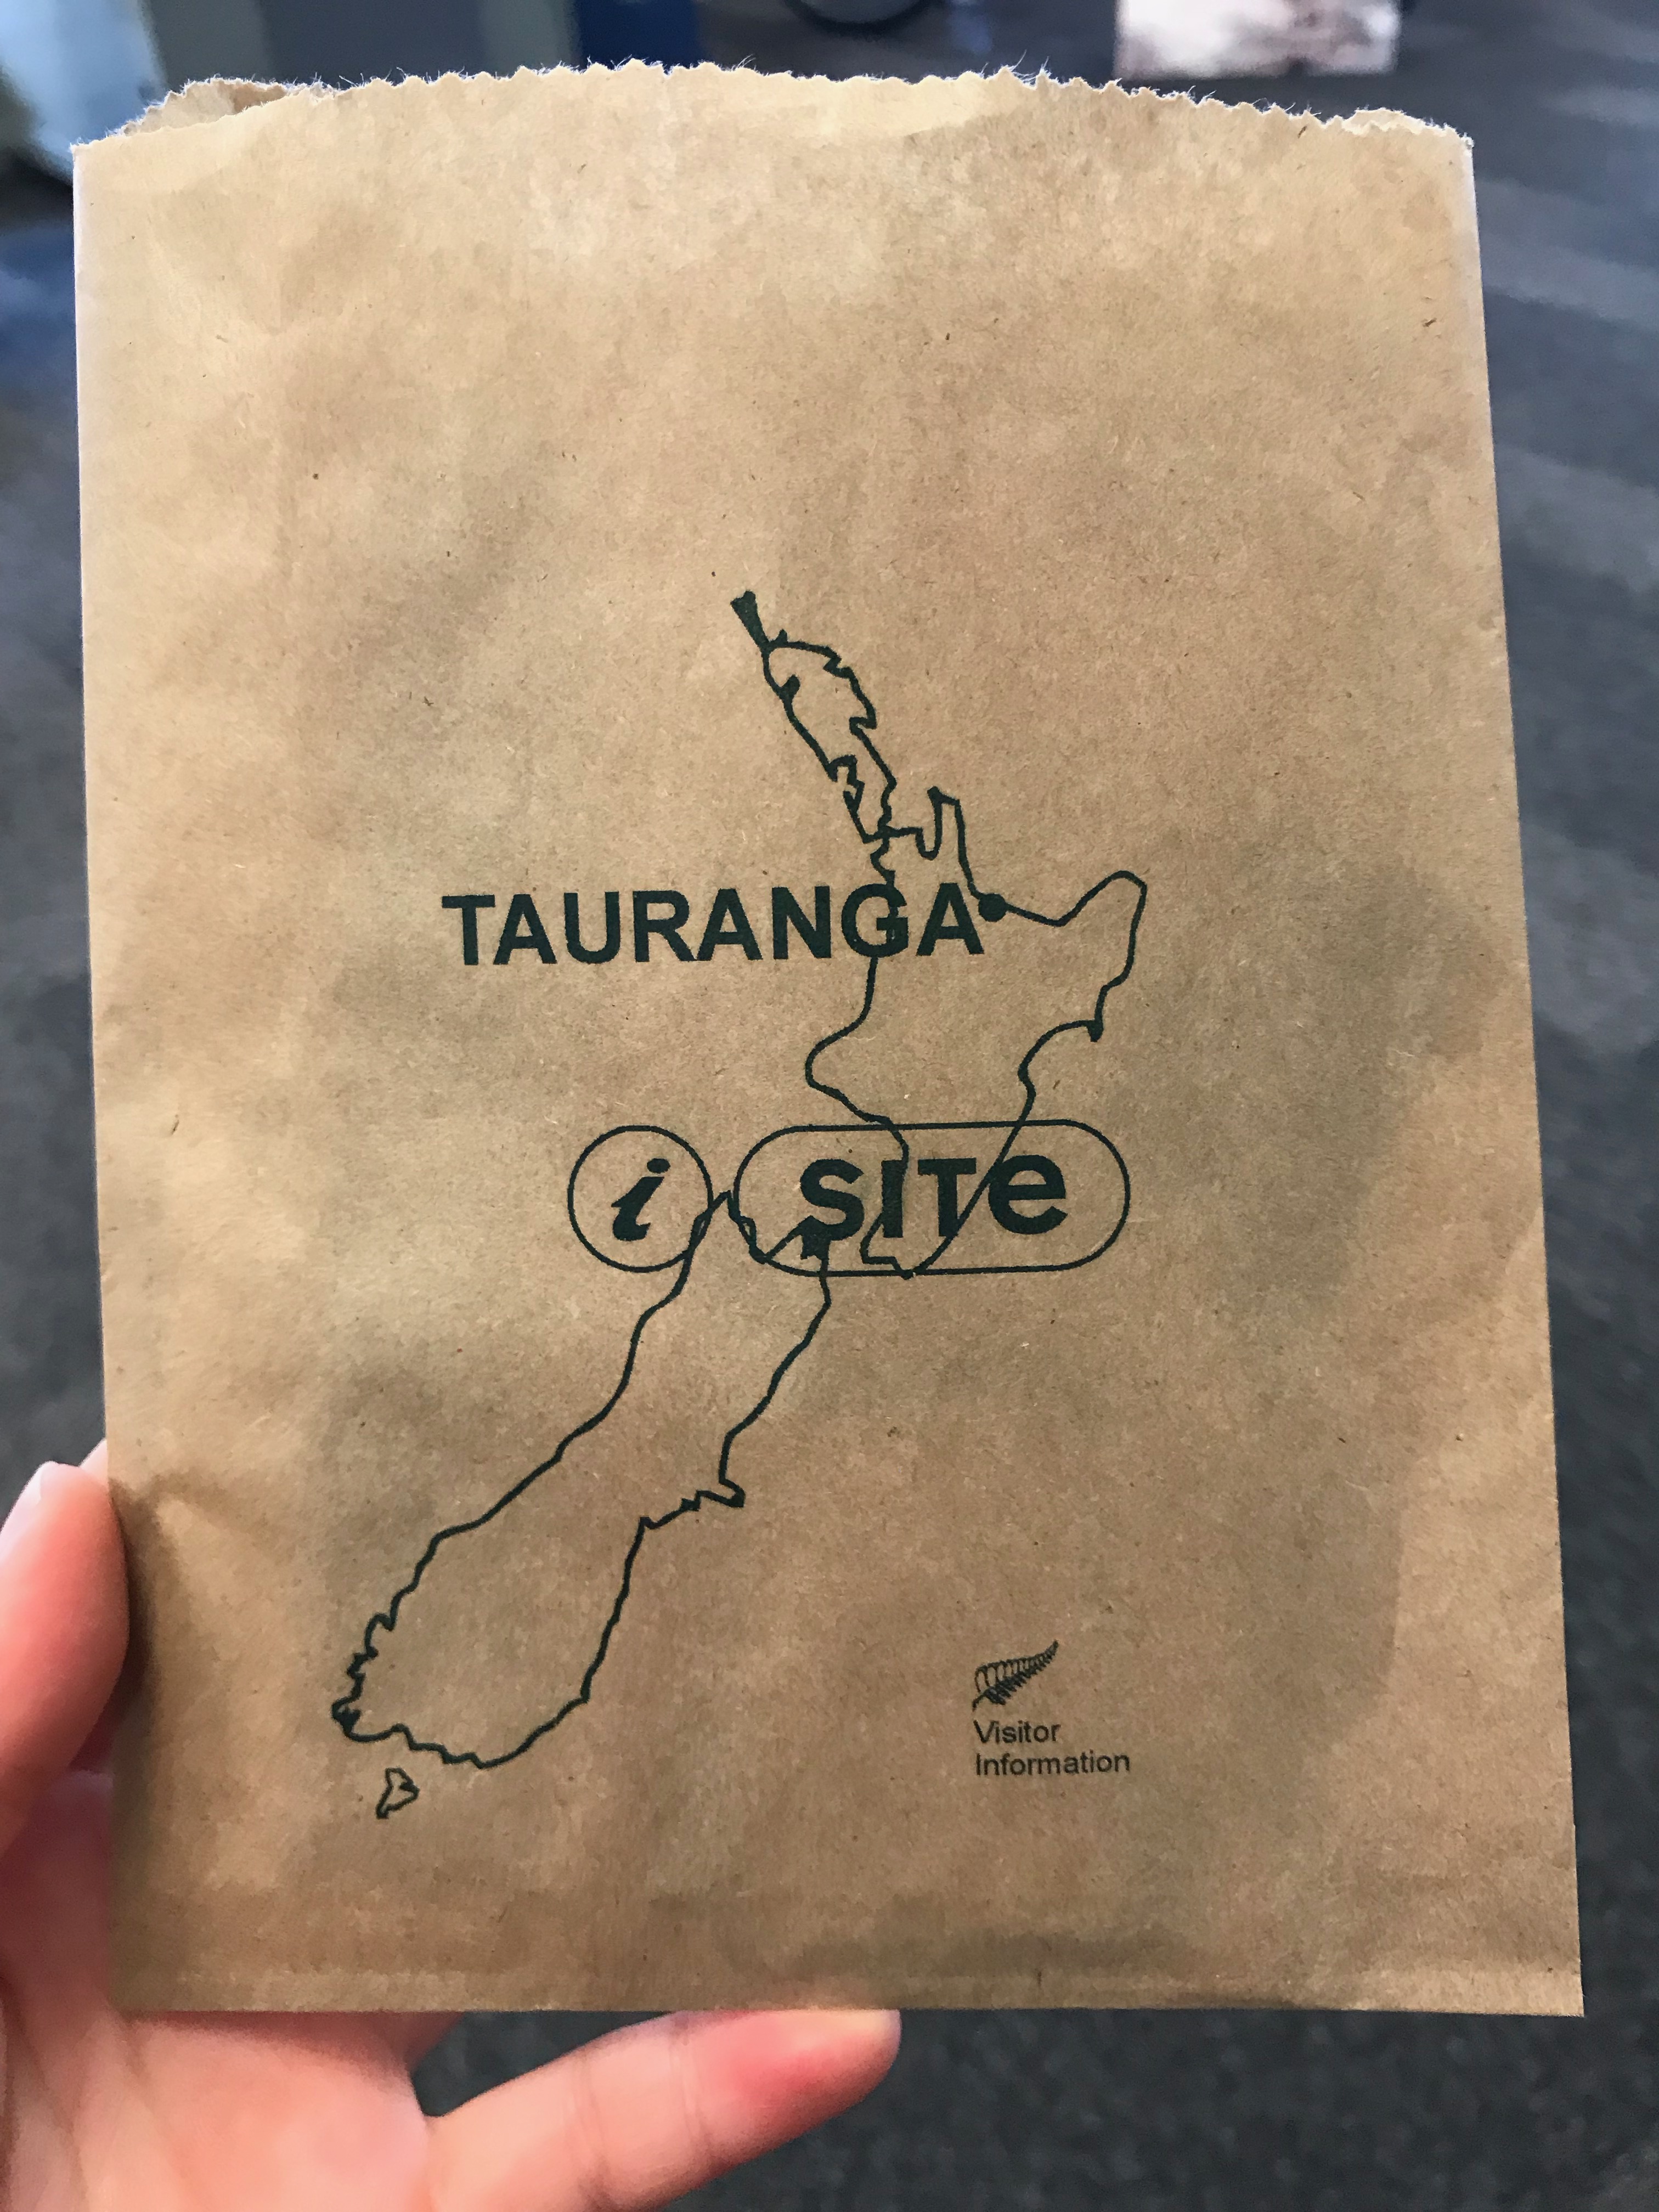 TAURANGA
i SITe
Visitor
Information